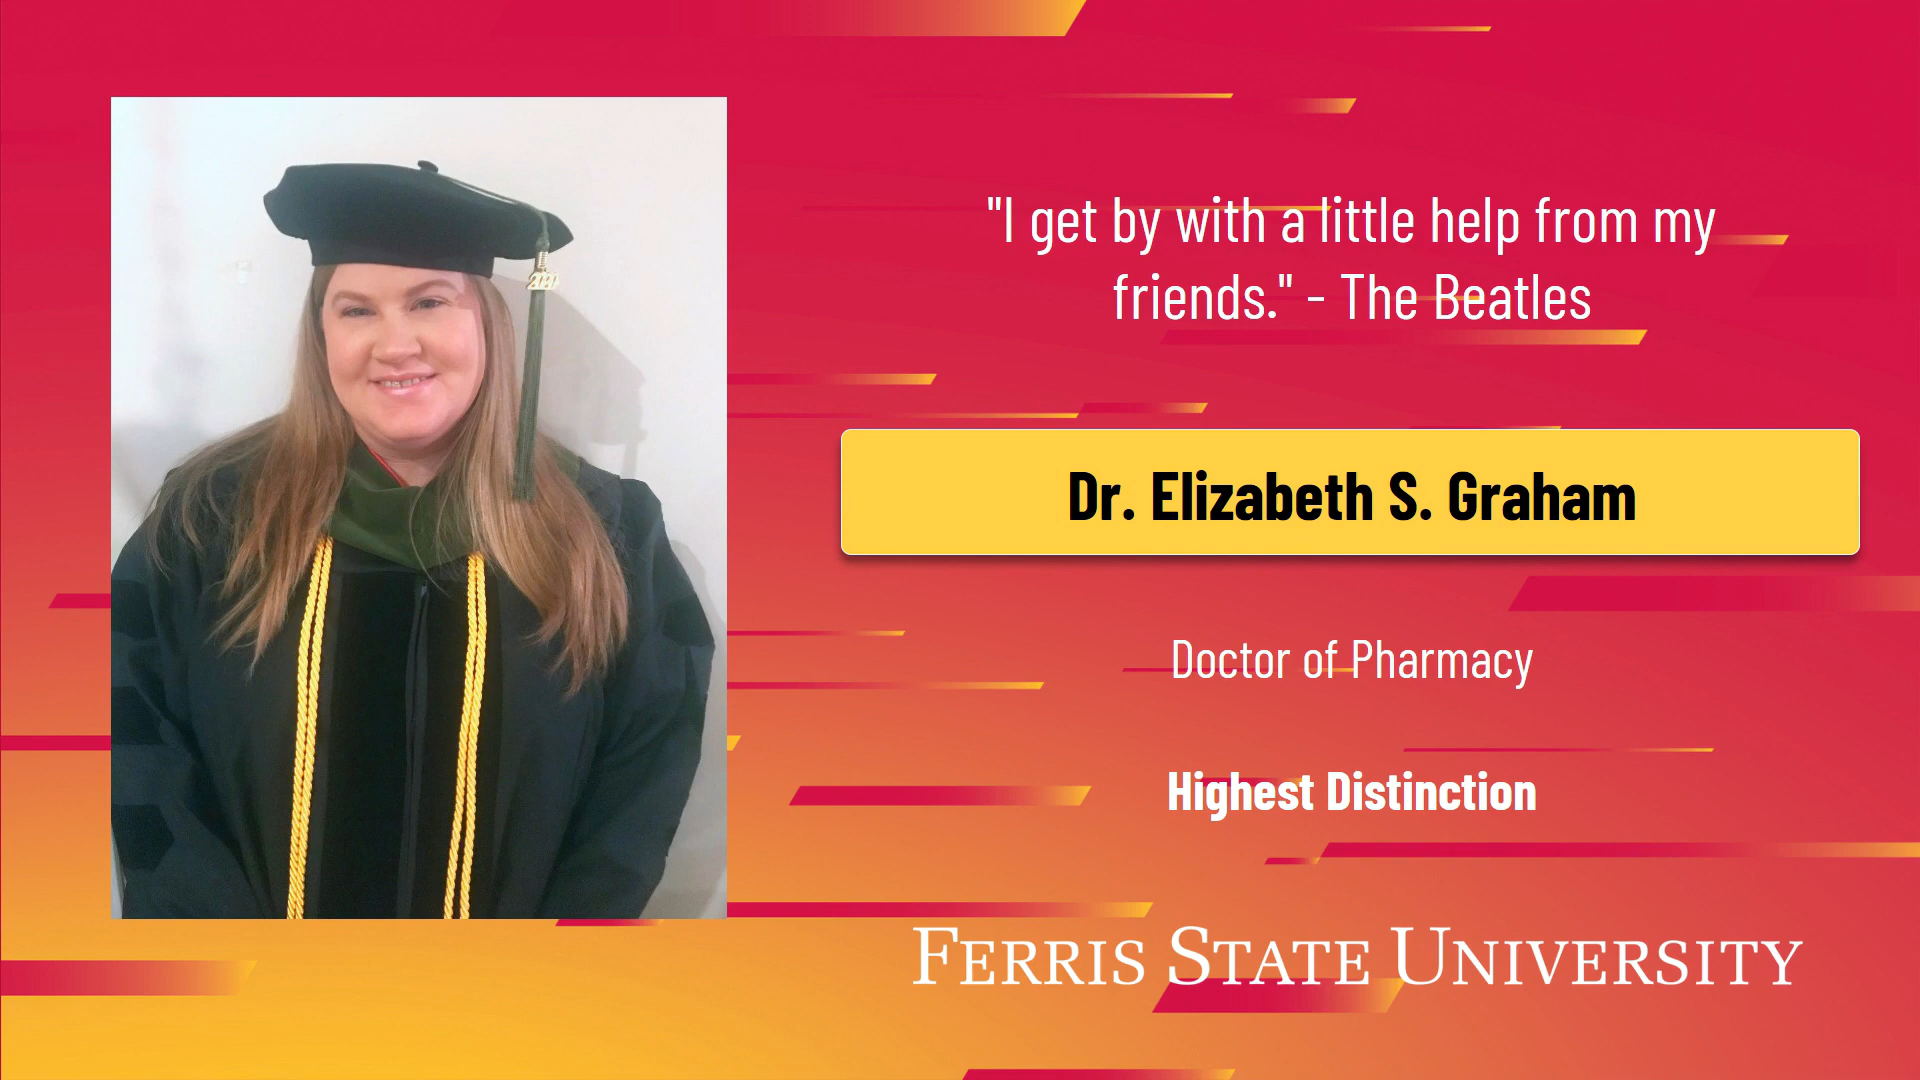 "I get by with a little help from my
friends." - The Beatles
Dr. Elizabeth S. Graham
Doctor of Pharmacy
Highest Distinction
FERRIS STATE UNIVERSITY